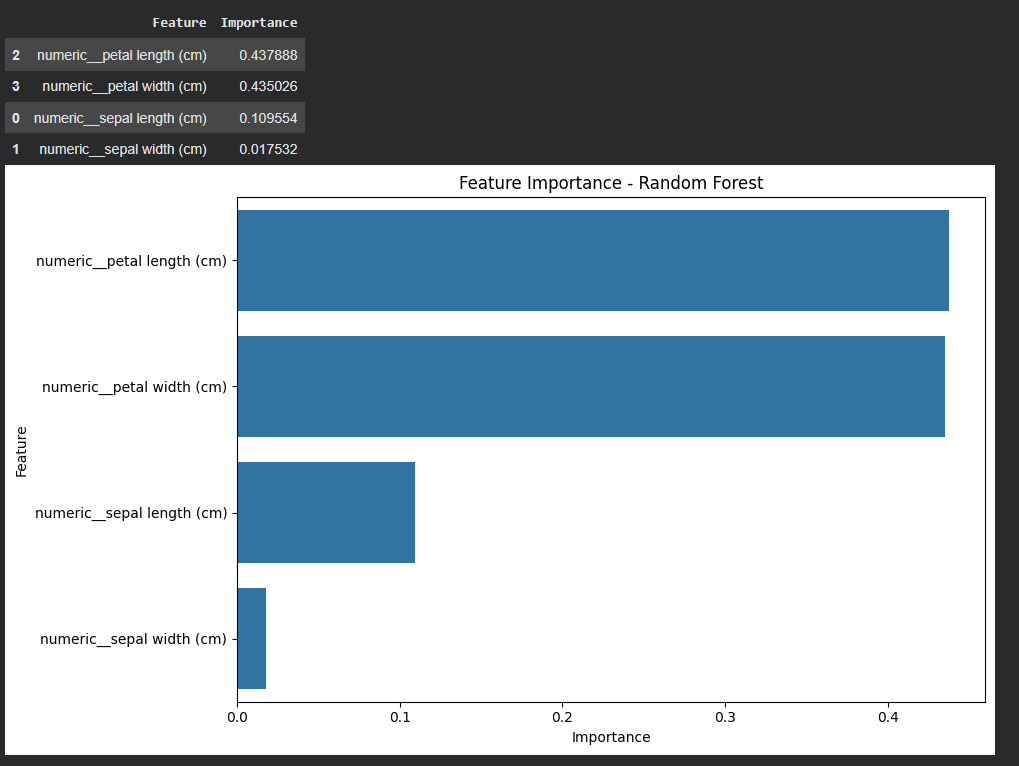 Feature Importance
2 numeric__petal length (cm) 0.437888
3 numeric__petal width (cm) 0.435026
0 numeric__sepal length (cm) 0.109554
1 numeric__sepal width (cm) 0.017532
Feature Importance - Random Forest
numeric__petal length (cm)
numeric__petal width (cm)
Feature
numeric__sepal length (cm)
numeric__sepal width (cm)
0.0 0.1 0.2 0.3 0.4
Importance